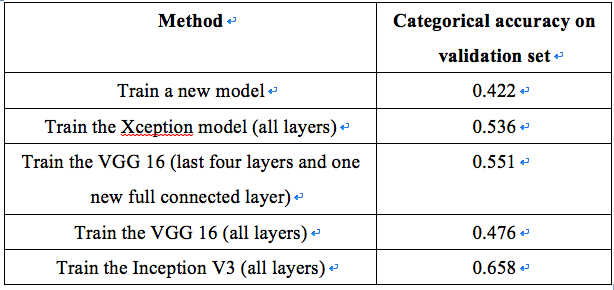 Method
Categorical accuracy on
validation set
Train a new model
0.422
Train the Xception model (all layers)
0.536
Train the VGG 16 (last four layers and one
new full connected layer)
0.551
Train the VGG 16 (all layers)
0.476
Train the Inception V3 (all layers)
0.658